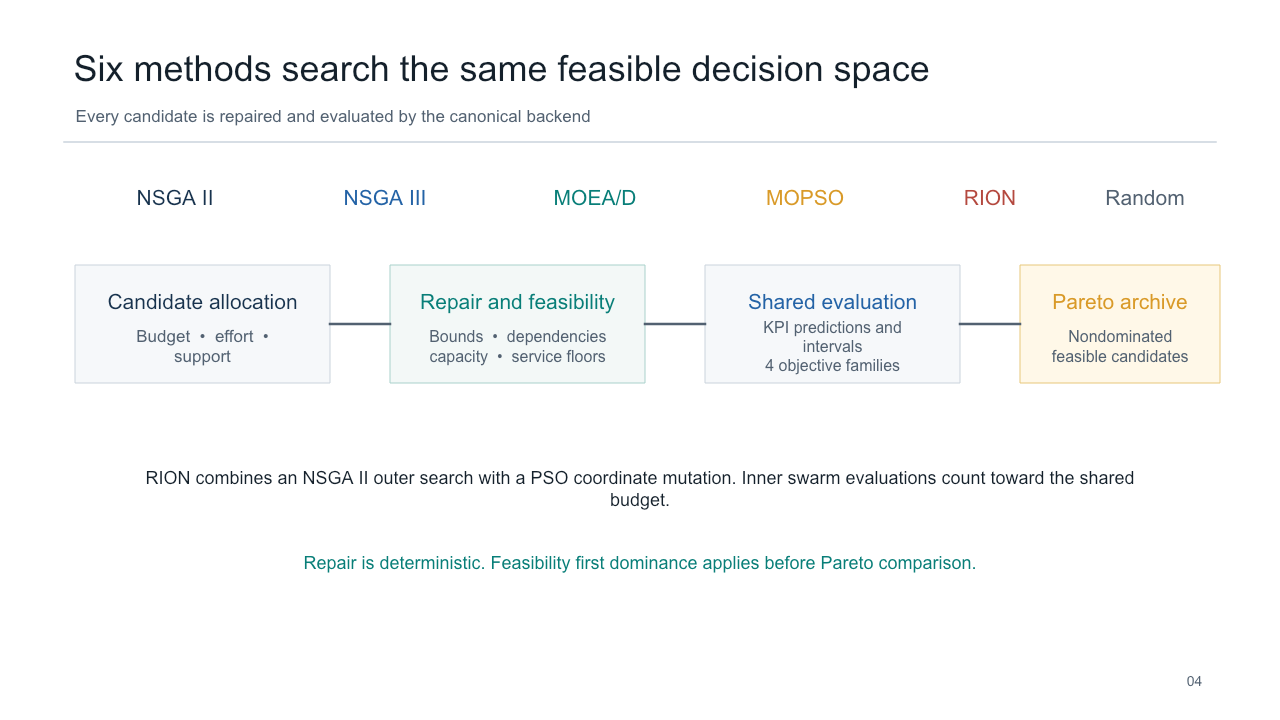 Six methods search the same feasible decision space
Every candidate is repaired and evaluated by the canonical backend
NSGA II
NSGA III
MOEA/D
MOPSO
RION
Random
Candidate allocation
Budget • effort •
support
Repair and feasibility
Bounds • dependencies
capacity • service floors
Shared evaluation
KPI predictions and
intervals
4 objective families
Pareto archive
Nondominated
feasible candidates
RION combines an NSGA II outer search with a PSO coordinate mutation. Inner swarm evaluations count toward the shared
budget.
Repair is deterministic. Feasibility first dominance applies before Pareto comparison.
04